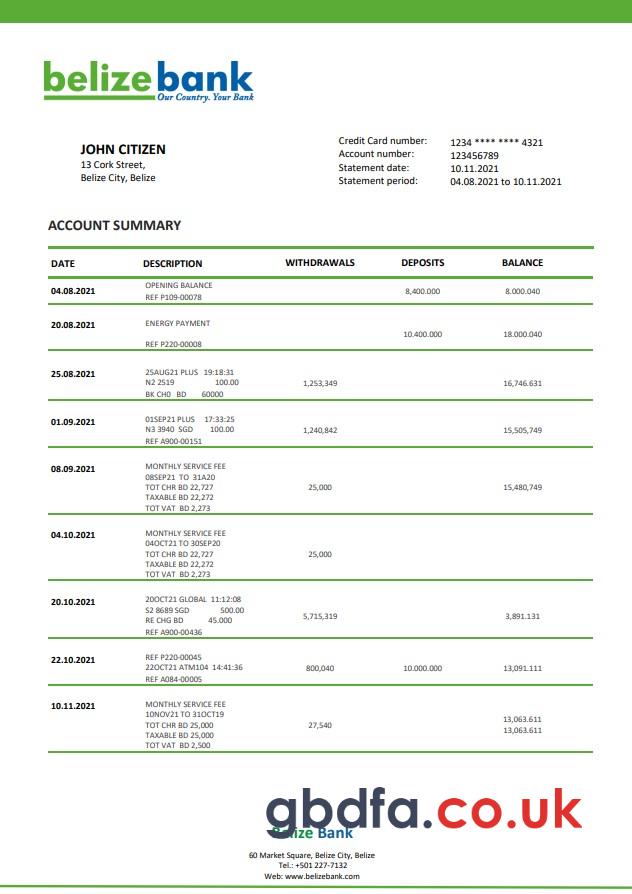 belizebank
Our Country. Your Bank
JOHN CITIZEN
13 Cork Street,
Belize City, Belize
Credit Card number: 1234 **** **** 4321
Account number: 123456789
Statement date: 10.11.2021
Statement period: 04.08.2021 to 10.11.2021
ACCOUNT SUMMARY
DATE DESCRIPTION WITHDRAWALS DEPOSITS BALANCE
04.08.2021 OPENING BALANCE 8,400.000 8.000.040
REF P109-00078
20.08.2021 ENERGY PAYMENT
10.400.000 18.000.040
REF P220-00008
25.08.2021 25AUG21 PLUS 19:18:31
N2 2519 100.00 1,253,349 16,746.631
BK CH0 BD 60000
01.09.2021 01SEP21 PLUS 17:33:25
N3 3940 SGD 100.00 1,240,842 15,505,749
REF A900-00151
08.09.2021 MONTHLY SERVICE FEE
08SEP21 TO 31A20
TOT CHR BD 22,727 25,000 15,480,749
TAXABLE BD 22,272
TOT VAT BD 2,273
04.10.2021 MONTHLY SERVICE FEE
04OCT21 TO 30SEP20
TOT CHR BD 22,727 25,000
TAXABLE BD 22,272
TOT VAT BD 2,273
20.10.2021 20OCT21 GLOBAL 11:12:08
S2 8689 SGD 500.00
RE CHG BD 45.000 5,715,319 3,891.131
REF A900-00436
22.10.2021 REF P220-00045
22OCT21 ATM104 14:41:36 800,040 10.000.000 13,091.111
REF A084-00005
10.11.2021 MONTHLY SERVICE FEE
10NOV21 TO 31OCT19 13,063.611
TOT CHR BD 25,000 27,540 13,063.611
TAXABLE BD 25,000
TOT VAT BD 2,500
gbdfa.co.uk
Belize Bank
60 Market Square, Belize City, Belize
Tel.: +501 227-7132
Web: www.belizebank.com